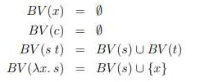 BV(x) = ∅
BV(c) = ∅
BV(s t) = BV(s) ∪ BV(t)
BV(λx. s) = BV(s) ∪ {x}